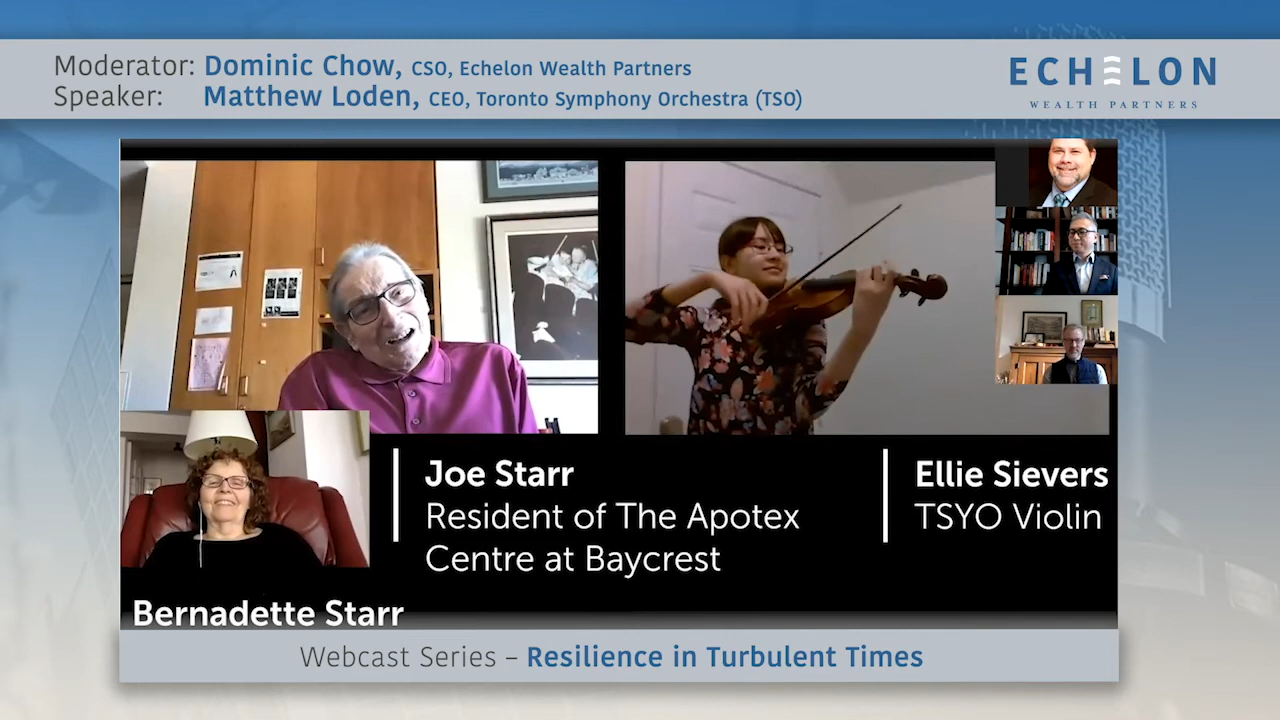 Moderator: Dominic Chow, CSO, Echelon Wealth Partners
Speaker: Matthew Loden, CEO, Toronto Symphony Orchestra (TSO)
ECHELON
WEALTH PARTNERS
Joe Starr
Resident of The Apotex
Centre at Baycrest
Ellie Sievers
TSYO Violin
Bernadette Starr
Webcast Series – Resilience in Turbulent Times